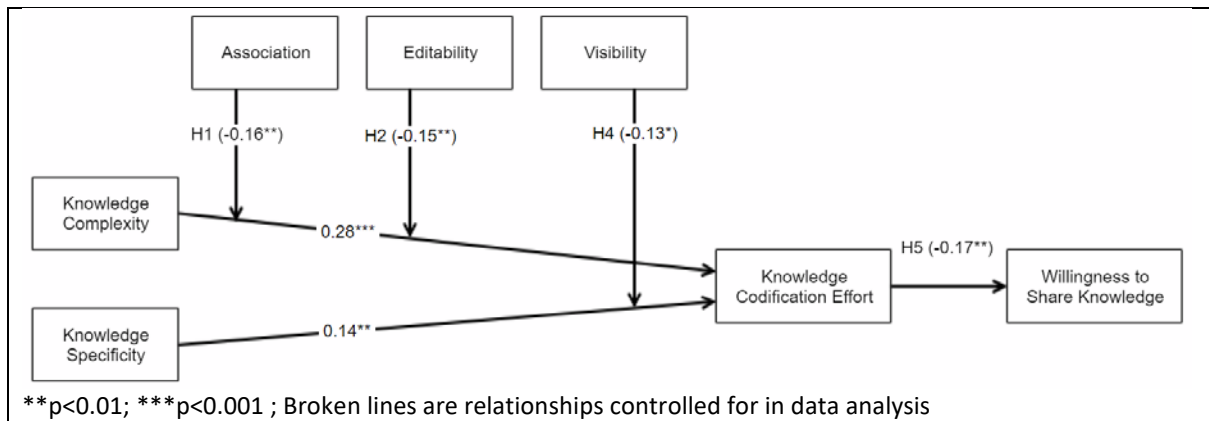 Association
Editability
Visibility
H1 (-0.16**)
H2 (-0.15**)
H4 (-0.13*)
Knowledge
Complexity
0.28***
H5 (-0.17**)
Knowledge
Codification Effort
Willingness to
Share Knowledge
Knowledge
Specificity
0.14**
**p<0.01; ***p<0.001 ; Broken lines are relationships controlled for in data analysis